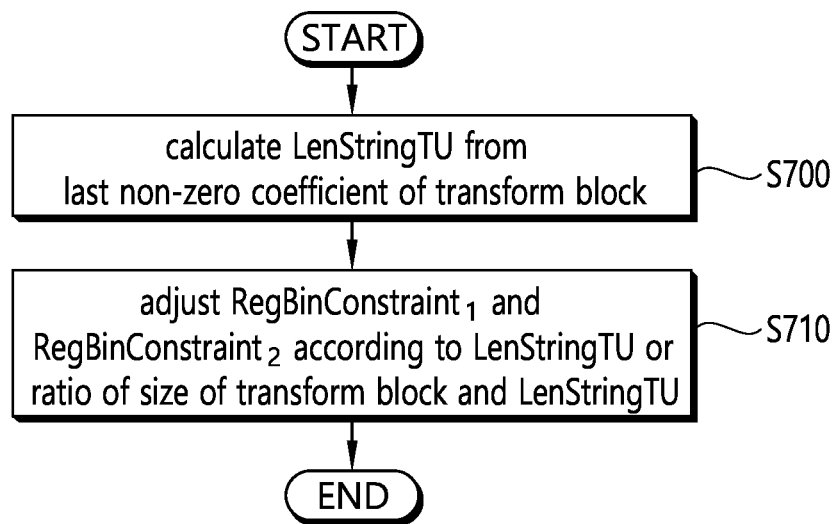 START
calculate LenStringTU from
last non-zero coefficient of transform block
S700
adjust RegBinConstraint₁ and
RegBinConstraint₂ according to LenStringTU or
ratio of size of transform block and LenStringTU
S710
END